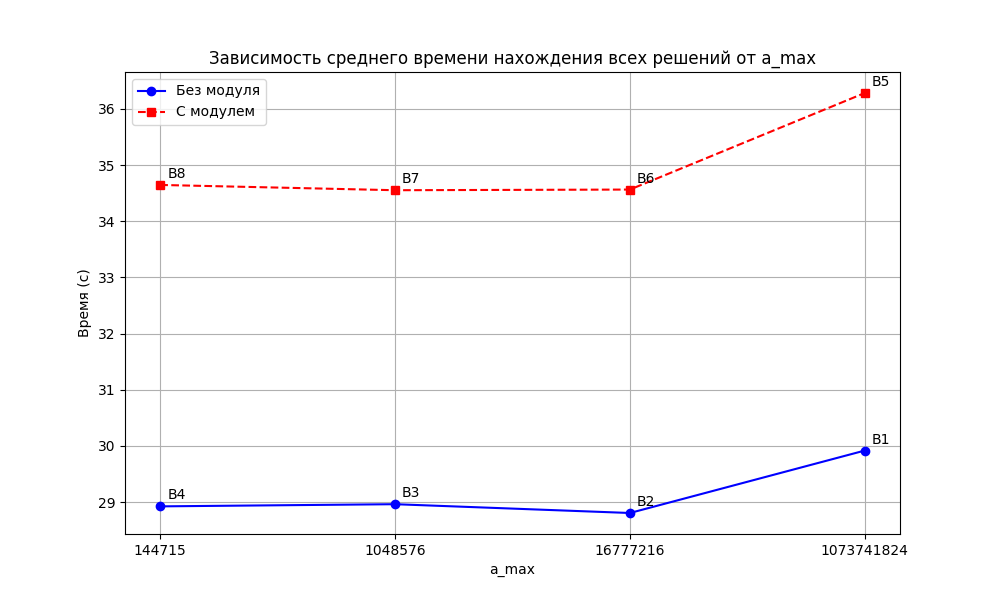 Зависимость среднего времени нахождения всех решений от a_max
Без модуля
С модулем
Время (с)
36
35
34
33
32
31
30
29
B8
B7
B6
B5
B4
B3
B2
B1
144715
1048576
16777216
1073741824
a_max